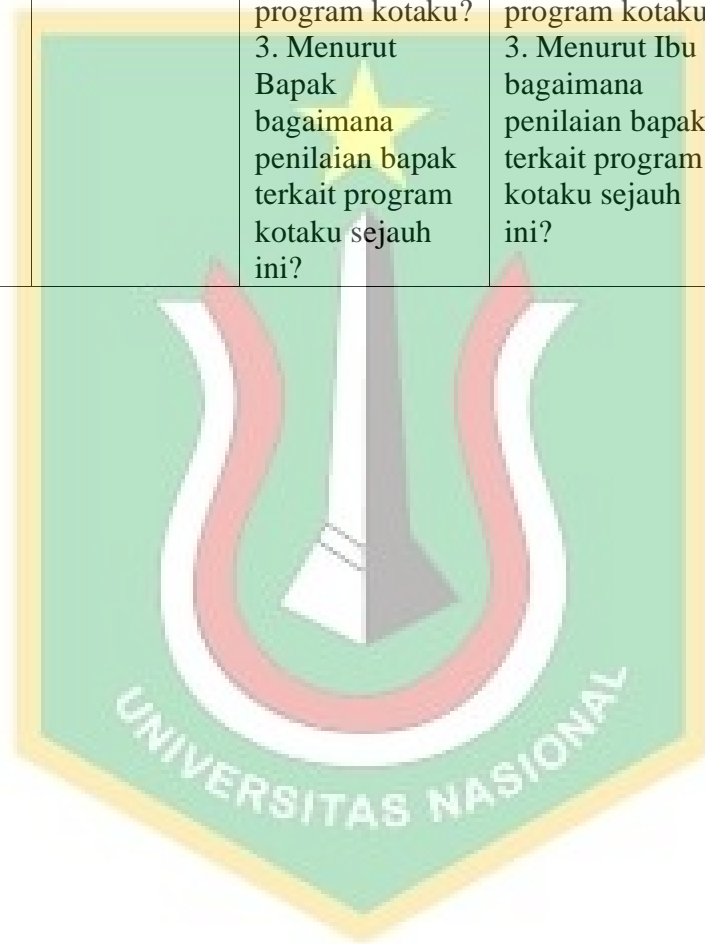 program kotaku?
3. Menurut
Bapak
bagaimana
penilaian bapak
terkait program
kotaku sejauh
ini?
program kotaku
3. Menurut Ibu
bagaimana
penilaian bapak
terkait program
kotaku sejauh
ini?
UNIVERSITAS NASIONAL